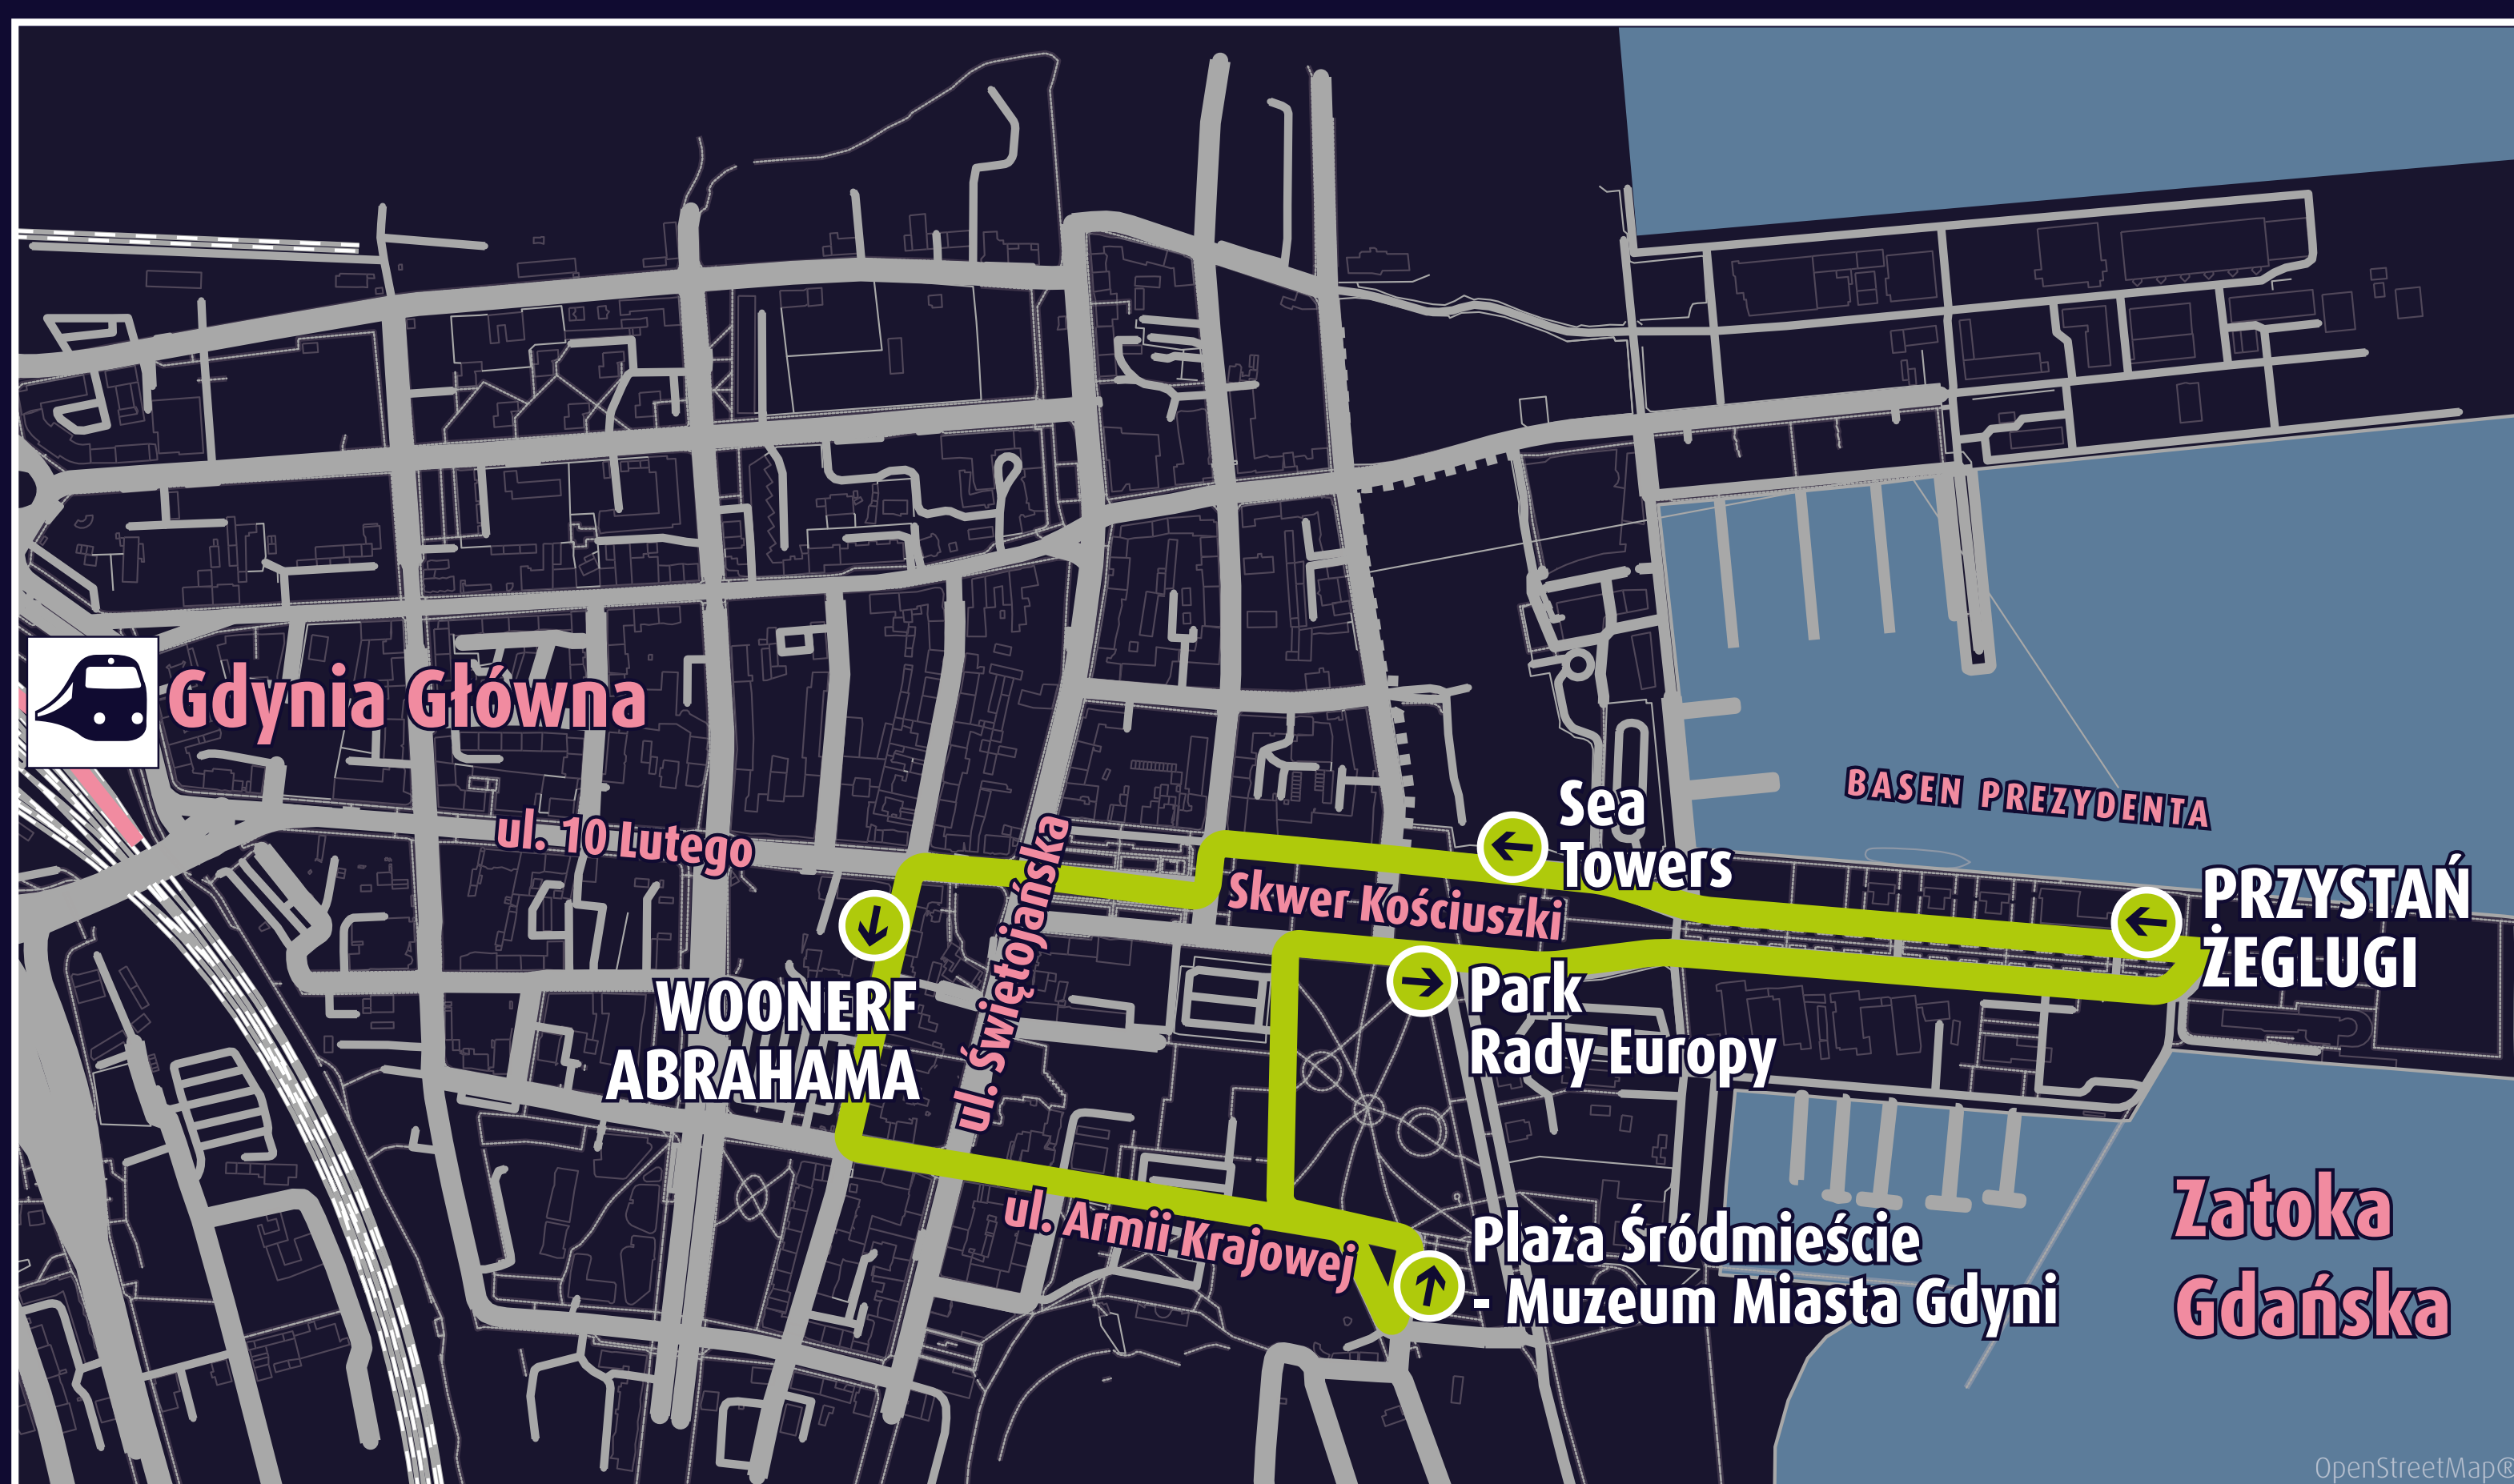 Gdynia Główna
Sea
Towers
BASEN PREZYDENTA
ul. 10 Lutego
ul. świętojańska
Skwer Kościuszki
PRZYSTAŃ
ŻEGLUGI
WOONERF
ABRAHAMA
Park
Rady Europy
ul. Armii Krajowej
Plaża Śródmieście
- Muzeum Miasta Gdyni
Zatoka
Gdańska
OpenStreetMap®